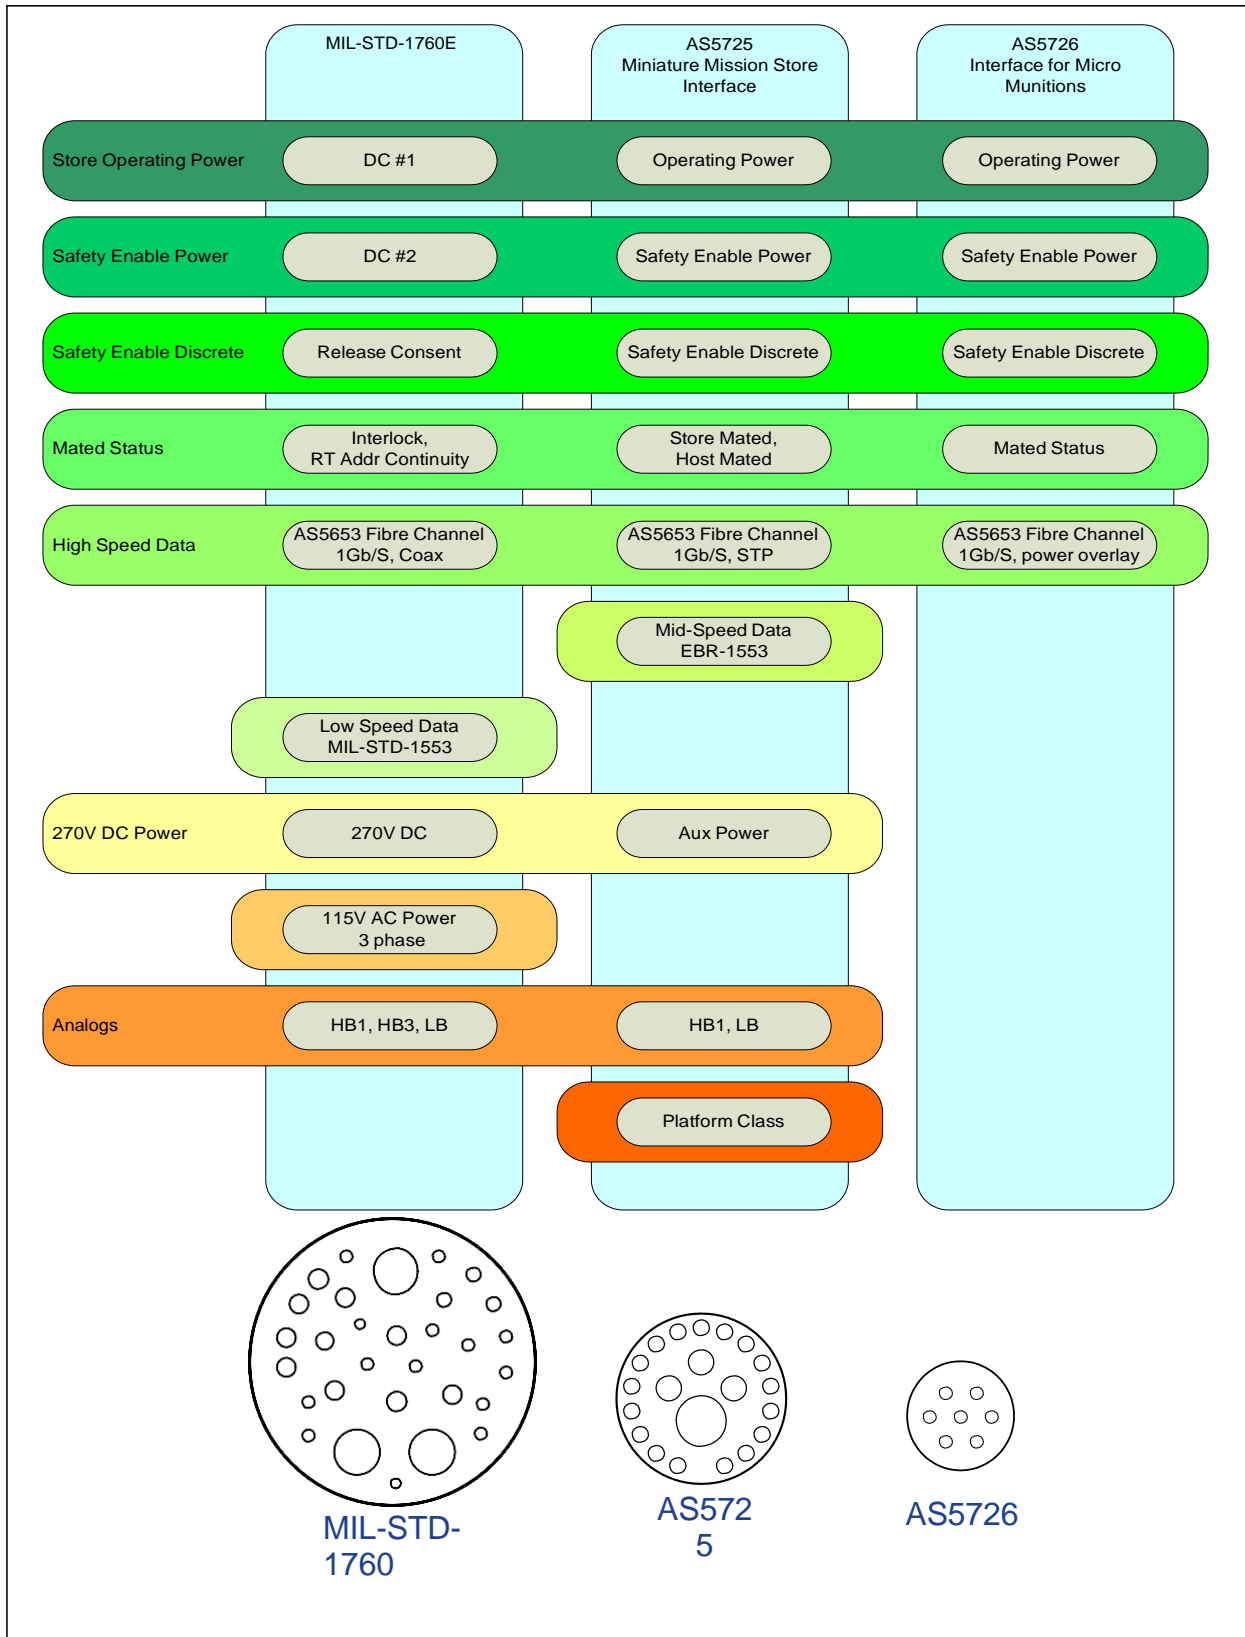 MIL-STD-1760E
AS5725
Miniature Mission Store
Interface
AS5726
Interface for Micro
Munitions
Store Operating Power
DC #1
Operating Power
Operating Power
Safety Enable Power
DC #2
Safety Enable Power
Safety Enable Power
Safety Enable Discrete
Release Consent
Safety Enable Discrete
Safety Enable Discrete
Mated Status
Interlock,
RT Addr Continuity
Store Mated,
Host Mated
Mated Status
High Speed Data
AS5653 Fibre Channel
1Gb/S, Coax
AS5653 Fibre Channel
1Gb/S, STP
AS5653 Fibre Channel
1Gb/S, power overlay
Mid-Speed Data
EBR-1553
Low Speed Data
MIL-STD-1553
270V DC Power
270V DC
Aux Power
115V AC Power
3 phase
Analogs
HB1, HB3, LB
HB1, LB
Platform Class
MIL-STD-
1760
AS572
5
AS5726